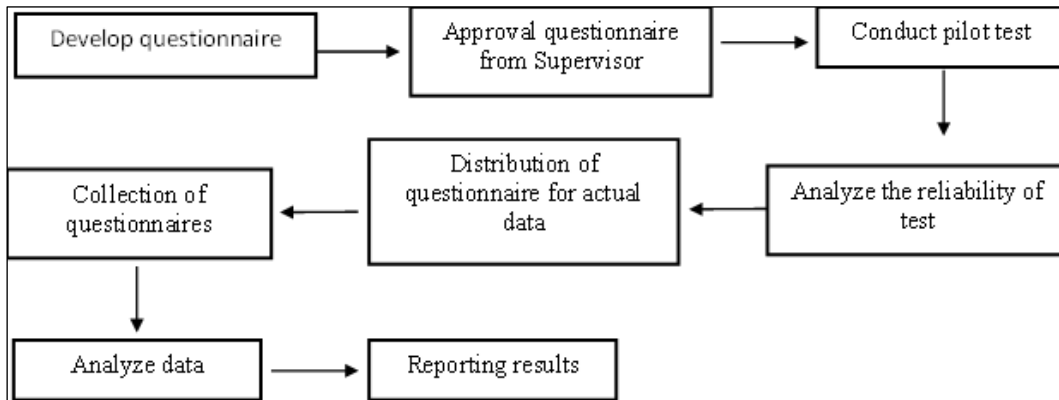 Develop questionnaire
Approval questionnaire
from Supervisor
Conduct pilot test
Analyze the reliability of
test
Distribution of
questionnaire for actual
data
Collection of
questionnaires
Analyze data
Reporting results